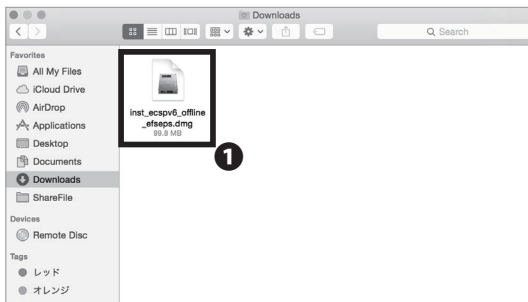 Downloads
Search
Favorites
All My Files
iCloud Drive
AirDrop
Applications
Desktop
Documents
Downloads
ShareFile
Devices
Remote Disc
Tags
レッド
オレンジ
inst_ecspv6_offline
_efseps.dmg
99.8 MB
1